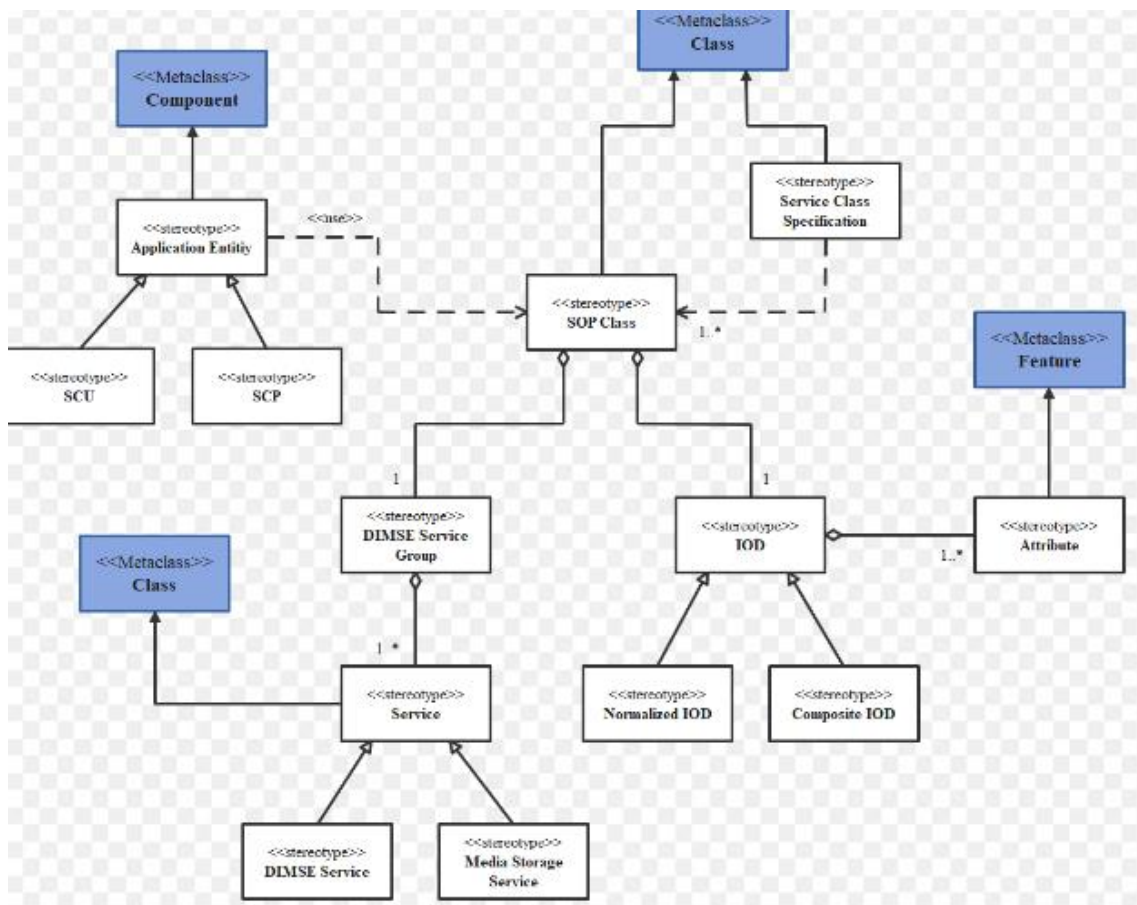 <<Metaclass>>
Class
<<Metaclass>>
Component
<<stereotype>>
Service Class
Specification
<<stereotype>>
Application Entitiy
<<use>>
<<stereotype>>
SOP Class
1..*
<<Metaclass>>
Feature
<<stereotype>>
SCU
<<stereotype>>
SCP
1
1
<<stereotype>>
DIMSE Service
Group
<<stereotype>>
IOD
1..*
<<stereotype>>
Attribute
<<Metaclass>>
Class
1..*
<<stereotype>>
Service
<<stereotype>>
Normalized IOD
<<stereotype>>
Composite IOD
<<stereotype>>
DIMSE Service
<<stereotype>>
Media Storage
Service